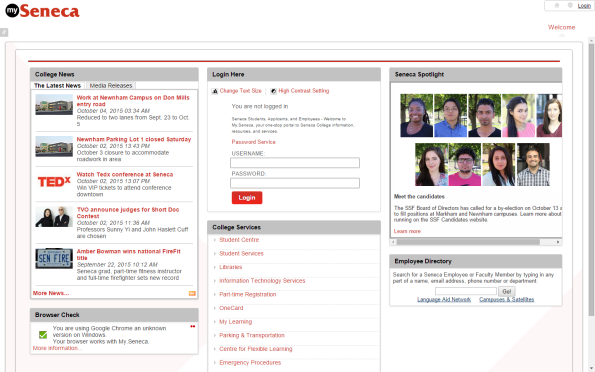 my Seneca
Login
Welcome
College News
The Latest News
Media Releases
Work at Newnham Campus on Don Mills
entry road
October 04, 2015 03:34 AM
Reduced to two lanes from Sept. 23 to Oct.
5
Newnham Parking Lot 1 closed Saturday
October 02, 2015 13:43 PM
October 3 closure to accommodate
roadwork in area
TEDx
Watch Tedx conference at Seneca
October 02, 2015 13:07 PM
Win VIP tickets to attend conference
downtown
TVO announce judges for Short Doc
Contest
October 02, 2015 11:36 AM
Professors Sunny Yi and John Haslett Cuff
are chosen
SEN FIRE
Amber Bowman wins national FireFit
title
September 22, 2015 10:12 AM
Seneca grad, part-time fitness instructor
and full-time firefighter sets new record
More News...
Browser Check
You are using Google Chrome an unknown
version on Windows.
Your browser works with My.Seneca.
More information...
Login Here
Change Text Size
High Contrast Setting
You are not logged in
Seneca Students, Applicants, and Employees - Welcome to
My.Seneca, your one-stop portal to Seneca College information,
resources, and services.
Password Service
USERNAME:
PASSWORD:
Login
College Services
Student Centre
Student Services
Libraries
Information Technology Services
Part-time Registration
OneCard
My Learning
Parking & Transportation
Centre for Flexible Learning
Emergency Procedures
Seneca Spotlight
Meet the candidates
The SSF Board of Directors has called for a by-election on October 13 a
to fill positions at Markham and Newnham campuses. Learn more about
running on the SSF Candidates website
Learn more
Employee Directory
Search for a Seneca Employee or Faculty Member by typing in any
part of a name, email address, phone number or department.
Go!
Language Aid Network
Campuses & Satellites